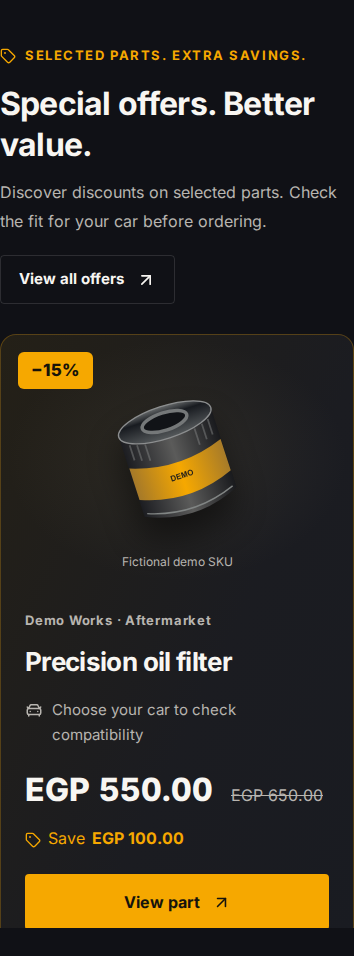 SELECTED PARTS. EXTRA SAVINGS.
Special offers. Better
value.
Discover discounts on selected parts. Check
the fit for your car before ordering.
View all offers
−15%
DEMO
Fictional demo SKU
Demo Works · Aftermarket
Precision oil filter
Choose your car to check
compatibility
EGP 550.00 EGP 650.00
Save EGP 100.00
View part